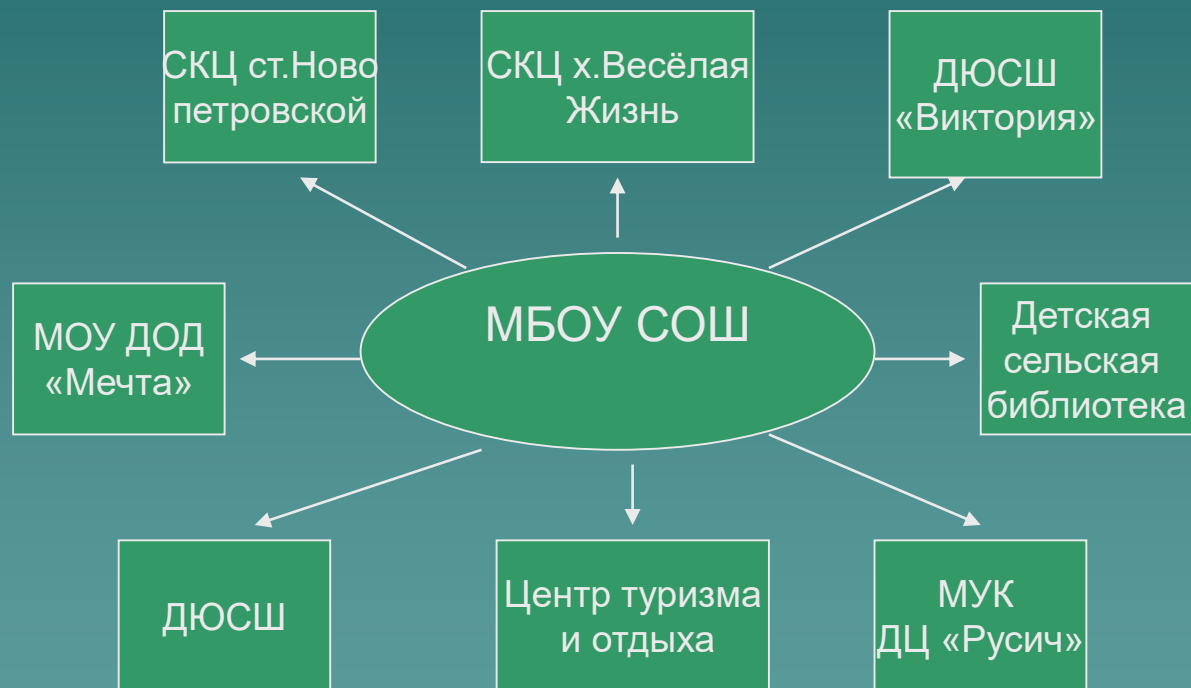 СКЦ ст.Ново
петровской
СКЦ х.Весёлая
Жизнь
ДЮСШ
«Виктория»
МОУ ДОД
«Мечта»
МБОУ СОШ
Детская
сельская
библиотека
ДЮСШ
Центр туризма
и отдыха
МУК
ДЦ «Русич»